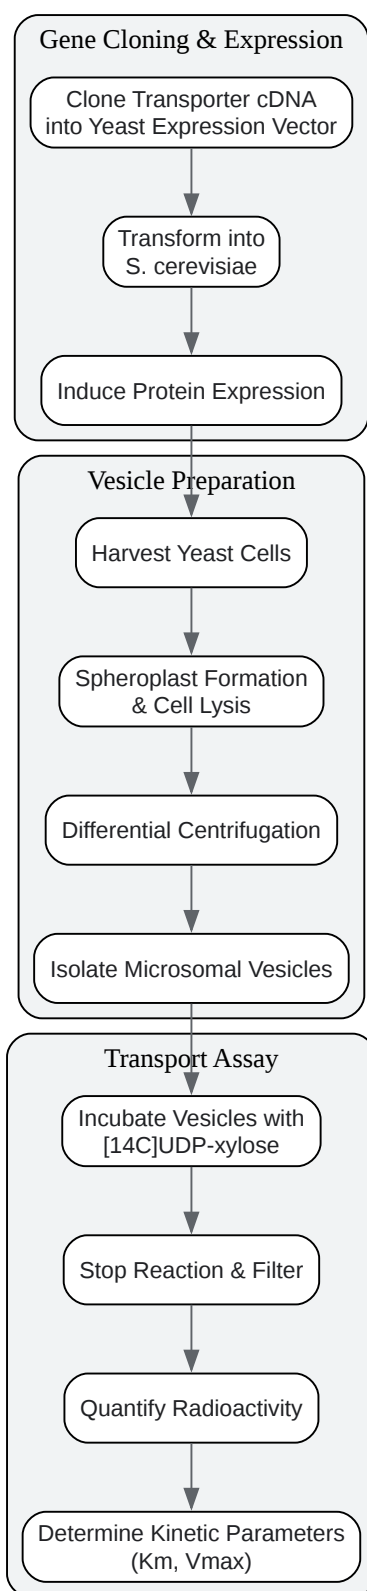 Gene Cloning & Expression
Clone Transporter cDNA
into Yeast Expression Vector
Transform into
S. cerevisiae
Induce Protein Expression
Vesicle Preparation
Harvest Yeast Cells
Spheroplast Formation
& Cell Lysis
Differential Centrifugation
Isolate Microsomal Vesicles
Transport Assay
Incubate Vesicles with
[14C]UDP-xylose
Stop Reaction & Filter
Quantify Radioactivity
Determine Kinetic Parameters
(Km, Vmax)